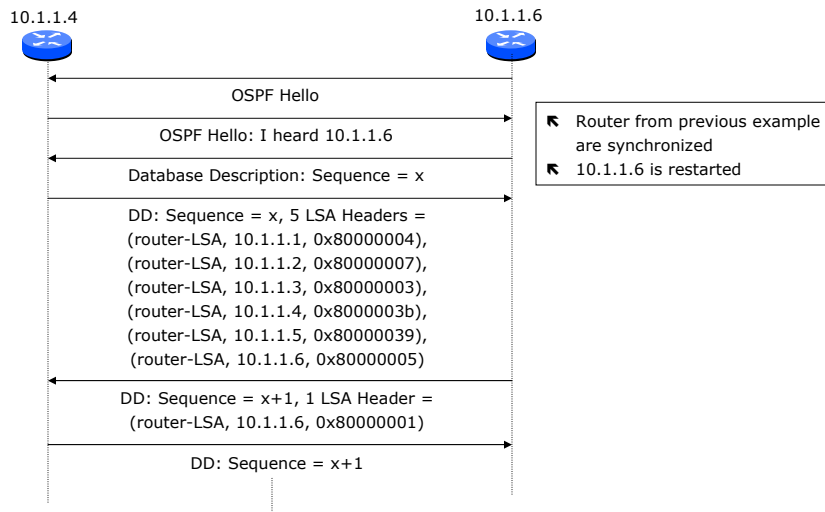 10.1.1.4
10.1.1.6
OSPF Hello
OSPF Hello: I heard 10.1.1.6
Database Description: Sequence = x
DD: Sequence = x, 5 LSA Headers =
(router-LSA, 10.1.1.1, 0x80000004),
(router-LSA, 10.1.1.2, 0x80000007),
(router-LSA, 10.1.1.3, 0x80000003),
(router-LSA, 10.1.1.4, 0x8000003b),
(router-LSA, 10.1.1.5, 0x80000039),
(router-LSA, 10.1.1.6, 0x80000005)
DD: Sequence = x+1, 1 LSA Header =
(router-LSA, 10.1.1.6, 0x80000001)
DD: Sequence = x+1
Router from previous example
are synchronized
10.1.1.6 is restarted